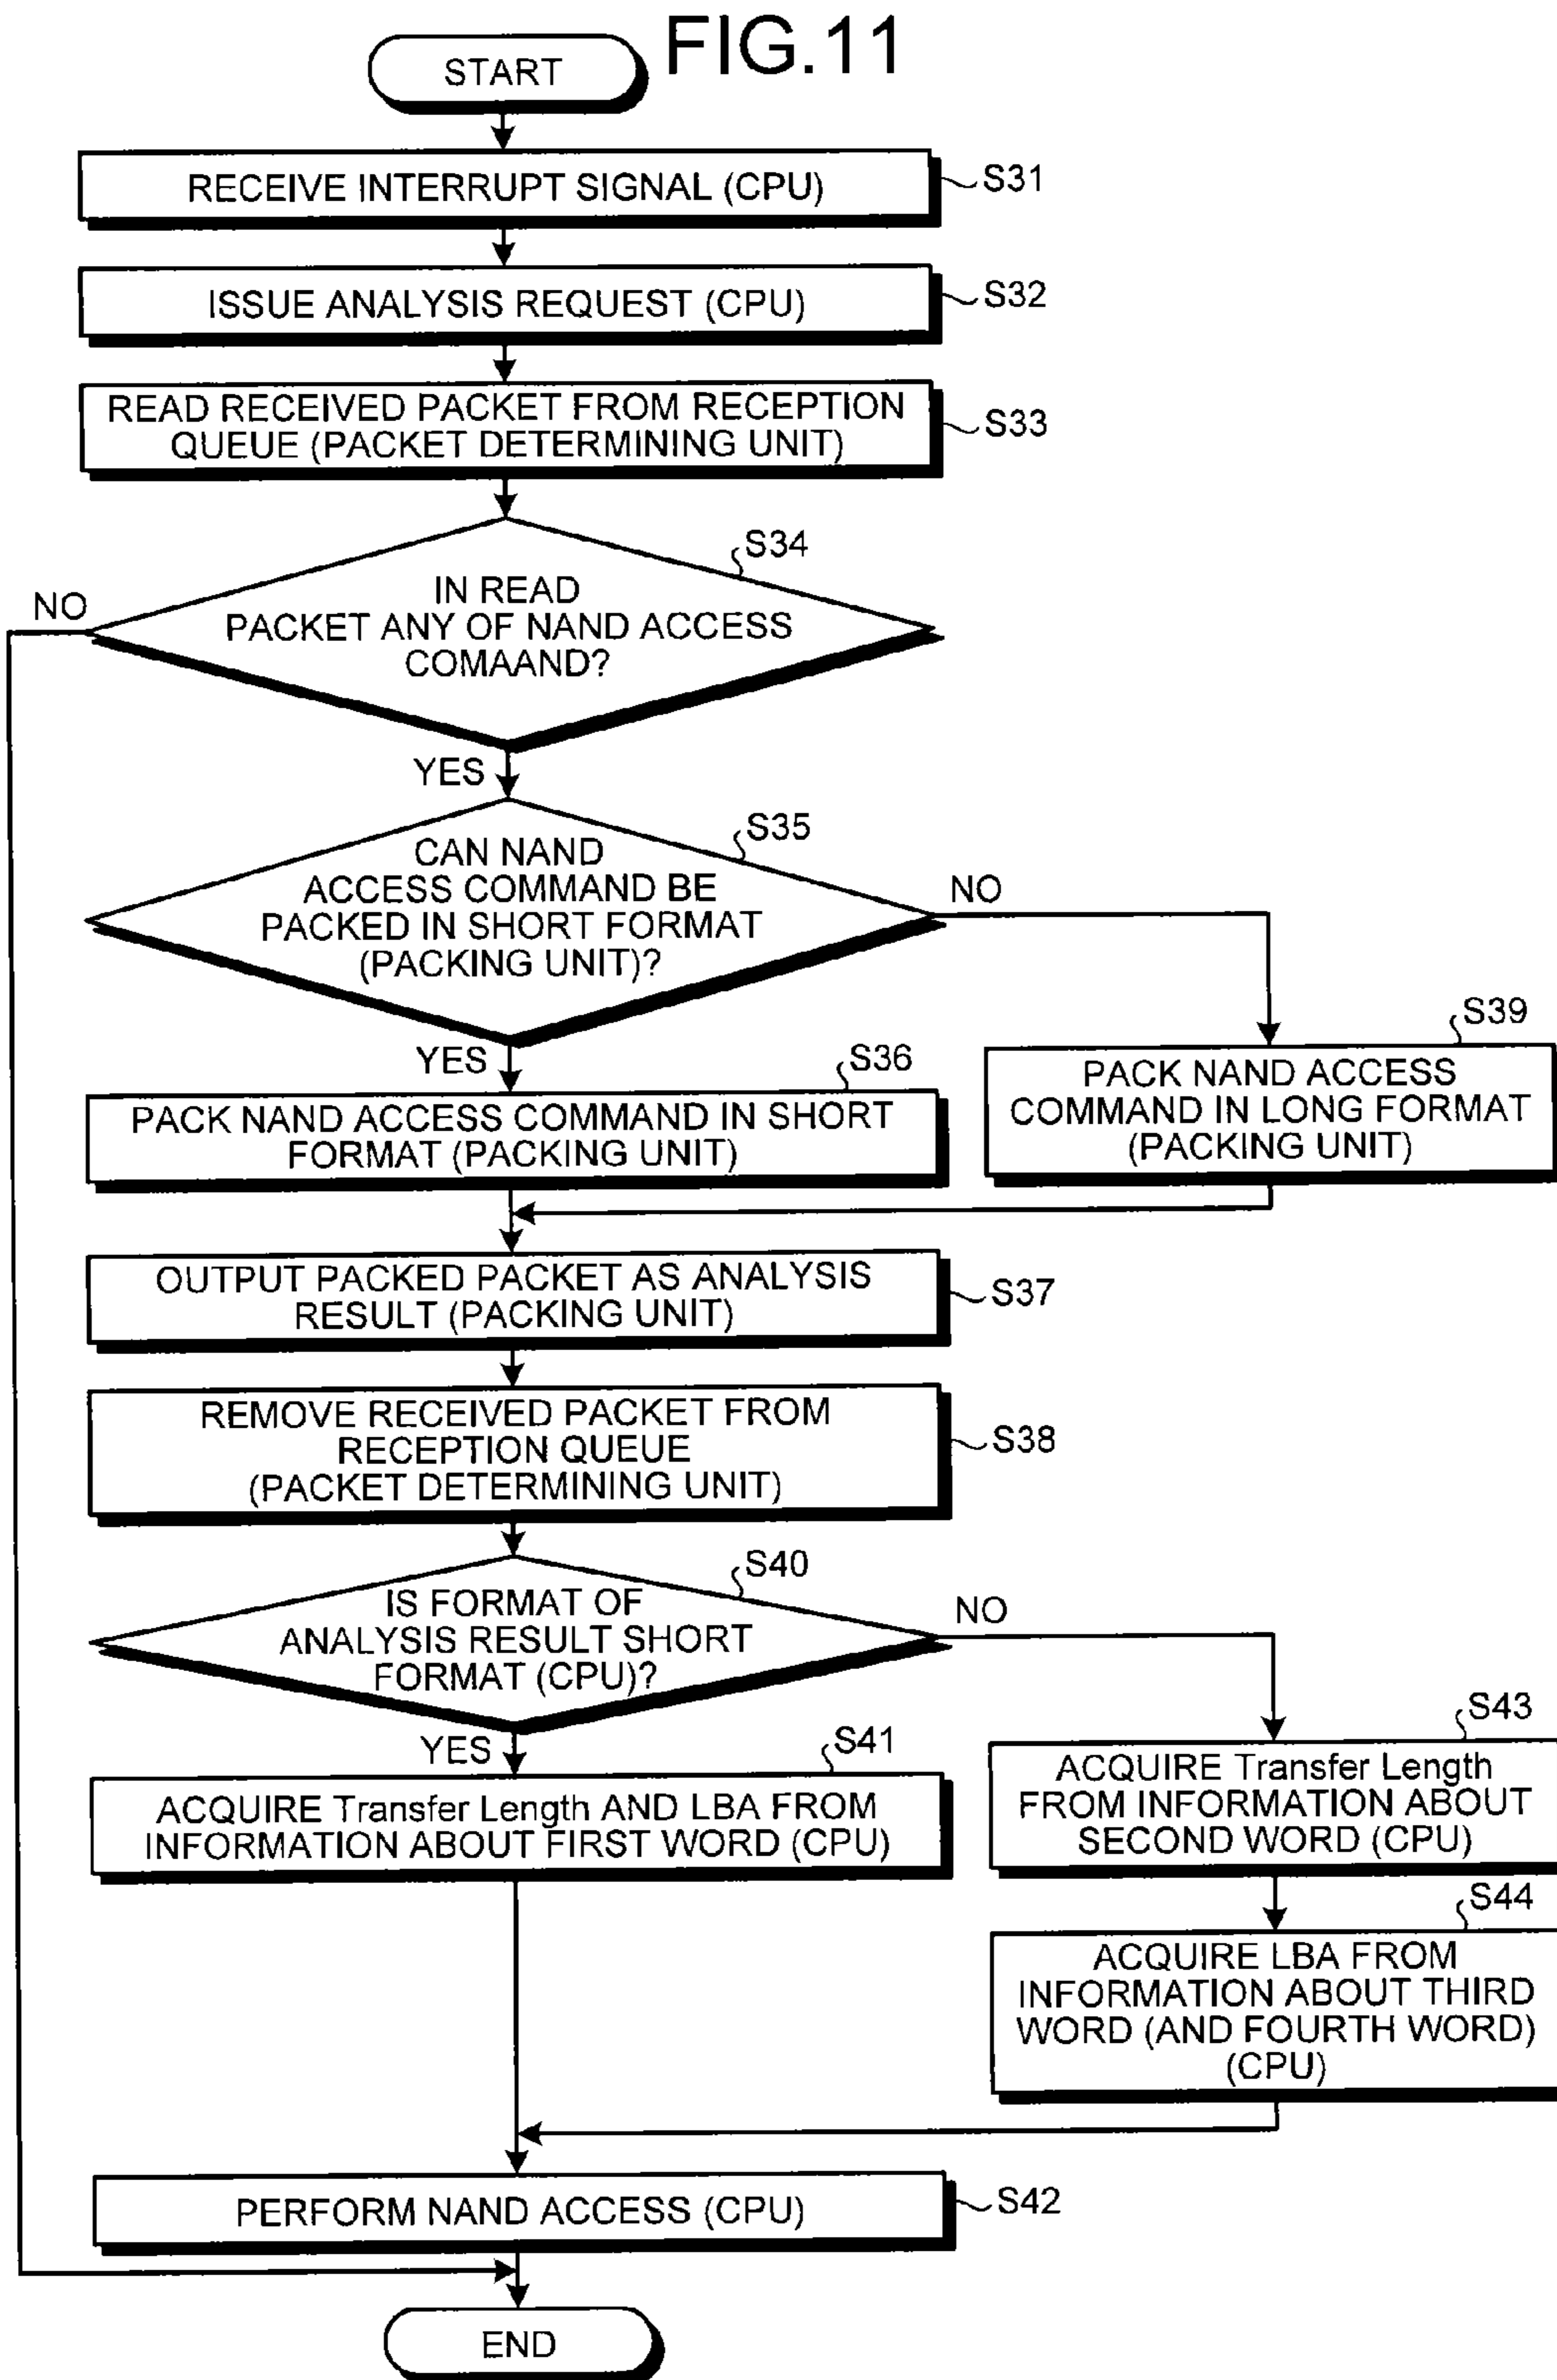 FIG.11
START
RECEIVE INTERRUPT SIGNAL (CPU)
S31
ISSUE ANALYSIS REQUEST (CPU)
S32
READ RECEIVED PACKET FROM RECEPTION
QUEUE (PACKET DETERMINING UNIT)
S33
S34
NO
IN READ
PACKET ANY OF NAND ACCESS
COMAAND?
YES
S35
CAN NAND
ACCESS COMMAND BE
PACKED IN SHORT FORMAT
(PACKING UNIT)?
NO
YES
S36
PACK NAND ACCESS COMMAND IN SHORT
FORMAT (PACKING UNIT)
S39
PACK NAND ACCESS
COMMAND IN LONG FORMAT
(PACKING UNIT)
OUTPUT PACKED PACKET AS ANALYSIS
RESULT (PACKING UNIT)
S37
REMOVE RECEIVED PACKET FROM
RECEPTION QUEUE
(PACKET DETERMINING UNIT)
S38
S40
IS FORMAT OF
ANALYSIS RESULT SHORT
FORMAT (CPU)?
NO
YES
S41
ACQUIRE Transfer Length AND LBA FROM
INFORMATION ABOUT FIRST WORD (CPU)
S43
ACQUIRE Transfer Length
FROM INFORMATION ABOUT
SECOND WORD (CPU)
S44
ACQUIRE LBA FROM
INFORMATION ABOUT THIRD
WORD (AND FOURTH WORD)
(CPU)
PERFORM NAND ACCESS (CPU)
S42
END